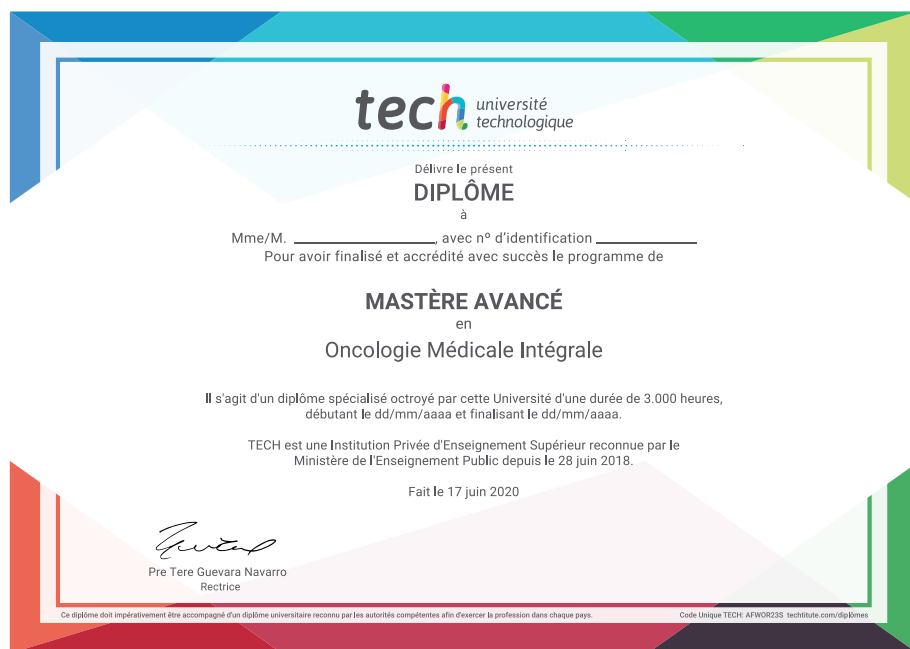 tech université
technologique
Délivre le présent
DIPLÔME
à
Mme/M. ____________________, avec nº d'identification ______________
Pour avoir finalisé et accrédité avec succès le programme de
MASTÈRE AVANCÉ
en
Oncologie Médicale Intégrale
Il s'agit d'un diplôme spécialisé octroyé par cette Université d'une durée de 3.000 heures,
débutant le dd/mm/aaaa et finalisant le dd/mm/aaaa.
TECH est une Institution Privée d'Enseignement Supérieur reconnue par le
Ministère de l'Enseignement Public depuis le 28 juin 2018.
Fait le 17 juin 2020
Pre Tere Guevara Navarro
Rectrice
Ce diplôme doit impérativement être accompagné d'un diplôme universitaire reconnu par les autorités compétentes afin d'exercer la profession dans chaque pays.
Code Unique TECH: AFWOR23S techtitute.com/diplômes